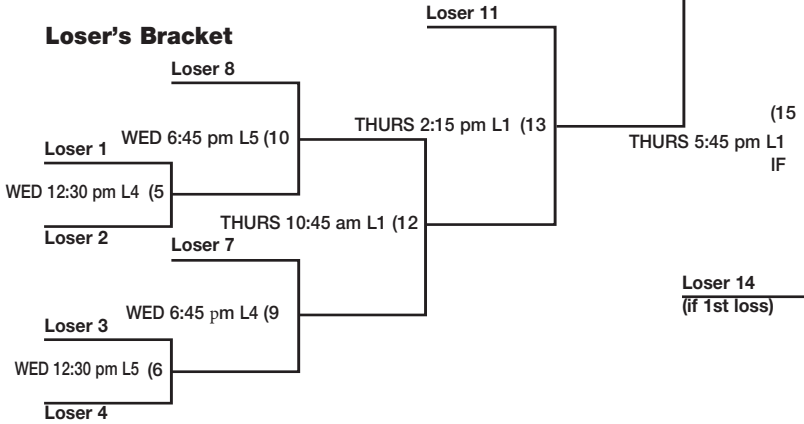 Loser 11
Loser's Bracket
Loser 8
(15
THURS 2:15 pm L1 (13
WED 6:45 pm L5 (10
THURS 5:45 pm L1
IF
Loser 1
WED 12:30 pm L4 (5
THURS 10:45 am L1 (12
Loser 2
Loser 7
Loser 14
(if 1st loss)
WED 6:45 pm L4 (9
Loser 3
WED 12:30 pm L5 (6
Loser 4